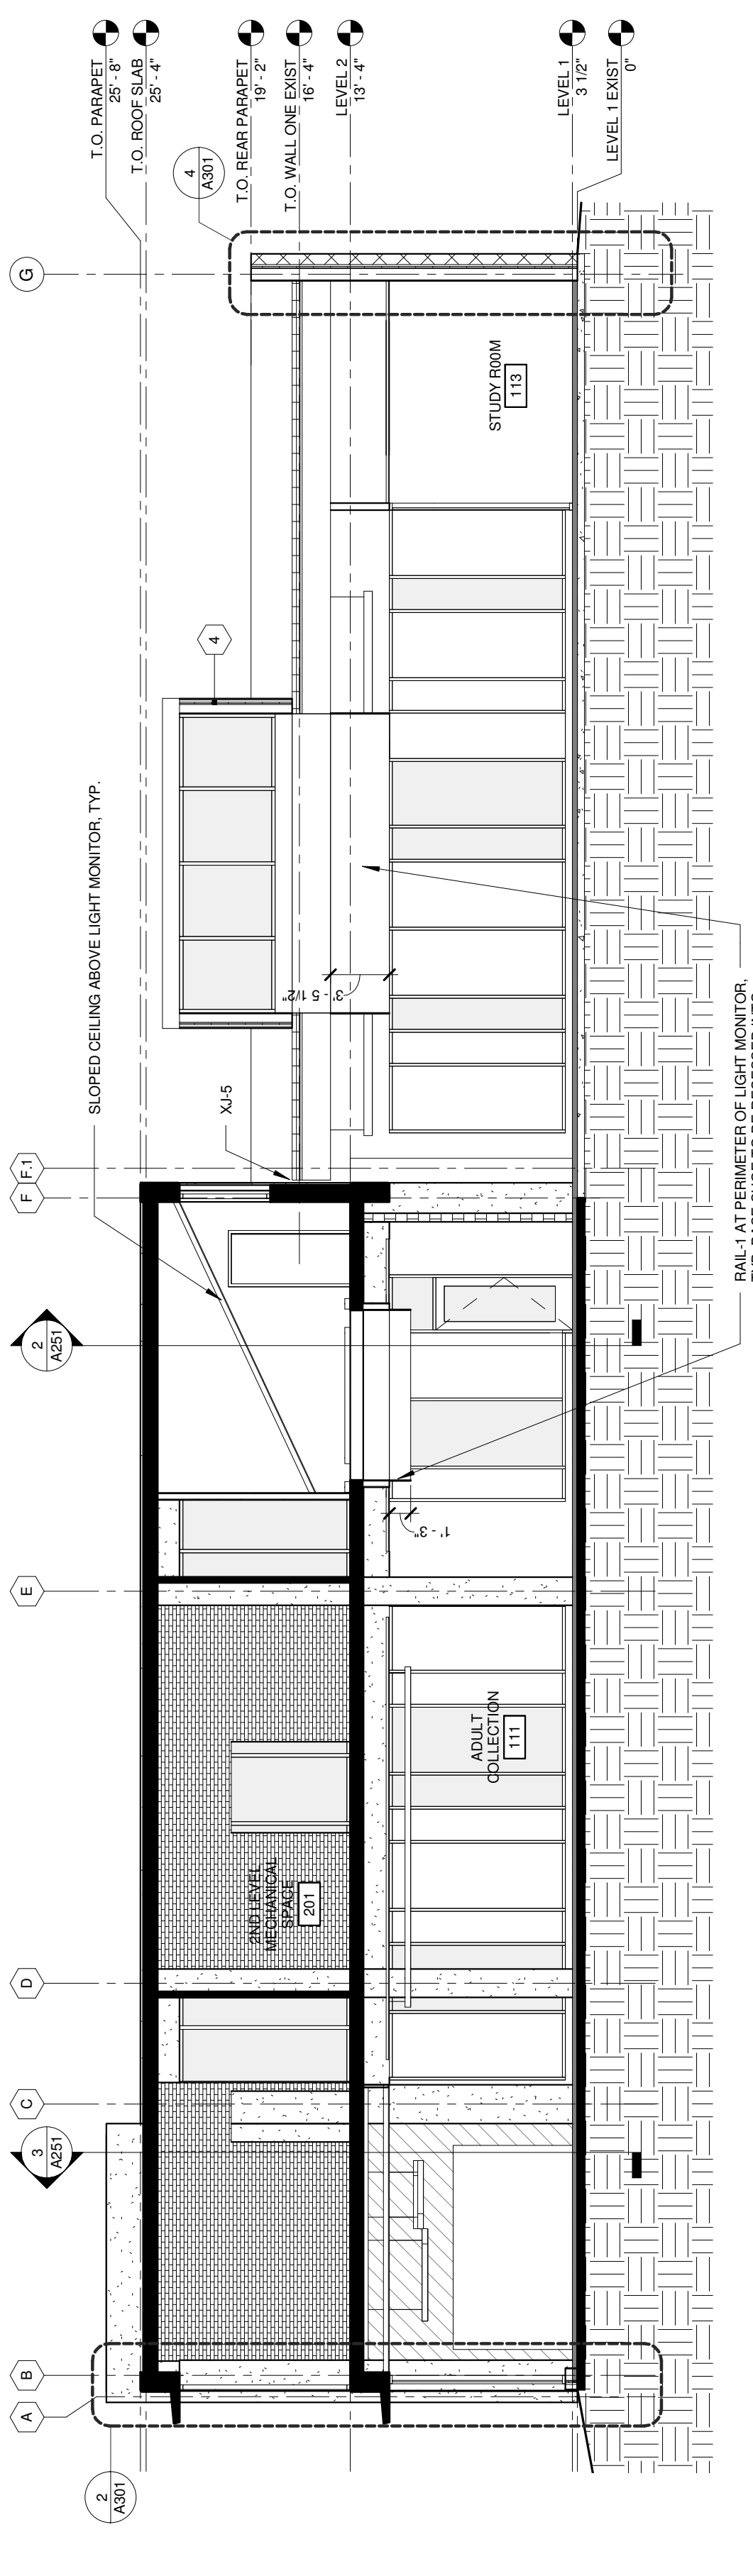 T.O. PARAPET
25' - 8"
T.O. ROOF SLAB
25' - 4"
T.O. REAR PARAPET
19' - 2"
T.O. WALL ONE EXIST
16' - 4"
LEVEL 2
13' - 4"
LEVEL 1
3 1/2"
LEVEL 1 EXIST
0"
4
A301
G
STUDY R00M
113
4
SLOPED CEILING ABOVE LIGHT MONITOR, TYP.
3' - 5 1/2"
XJ-5
F.1
F
RAIL-1 AT PERIMETER OF LIGHT MONITOR,
2
A251
1' - 3"
E
ADULT
COLLECTION
111
2ND LEVEL
MECHANICAL
SPACE
201
D
C
3
A251
B
A
2
A301